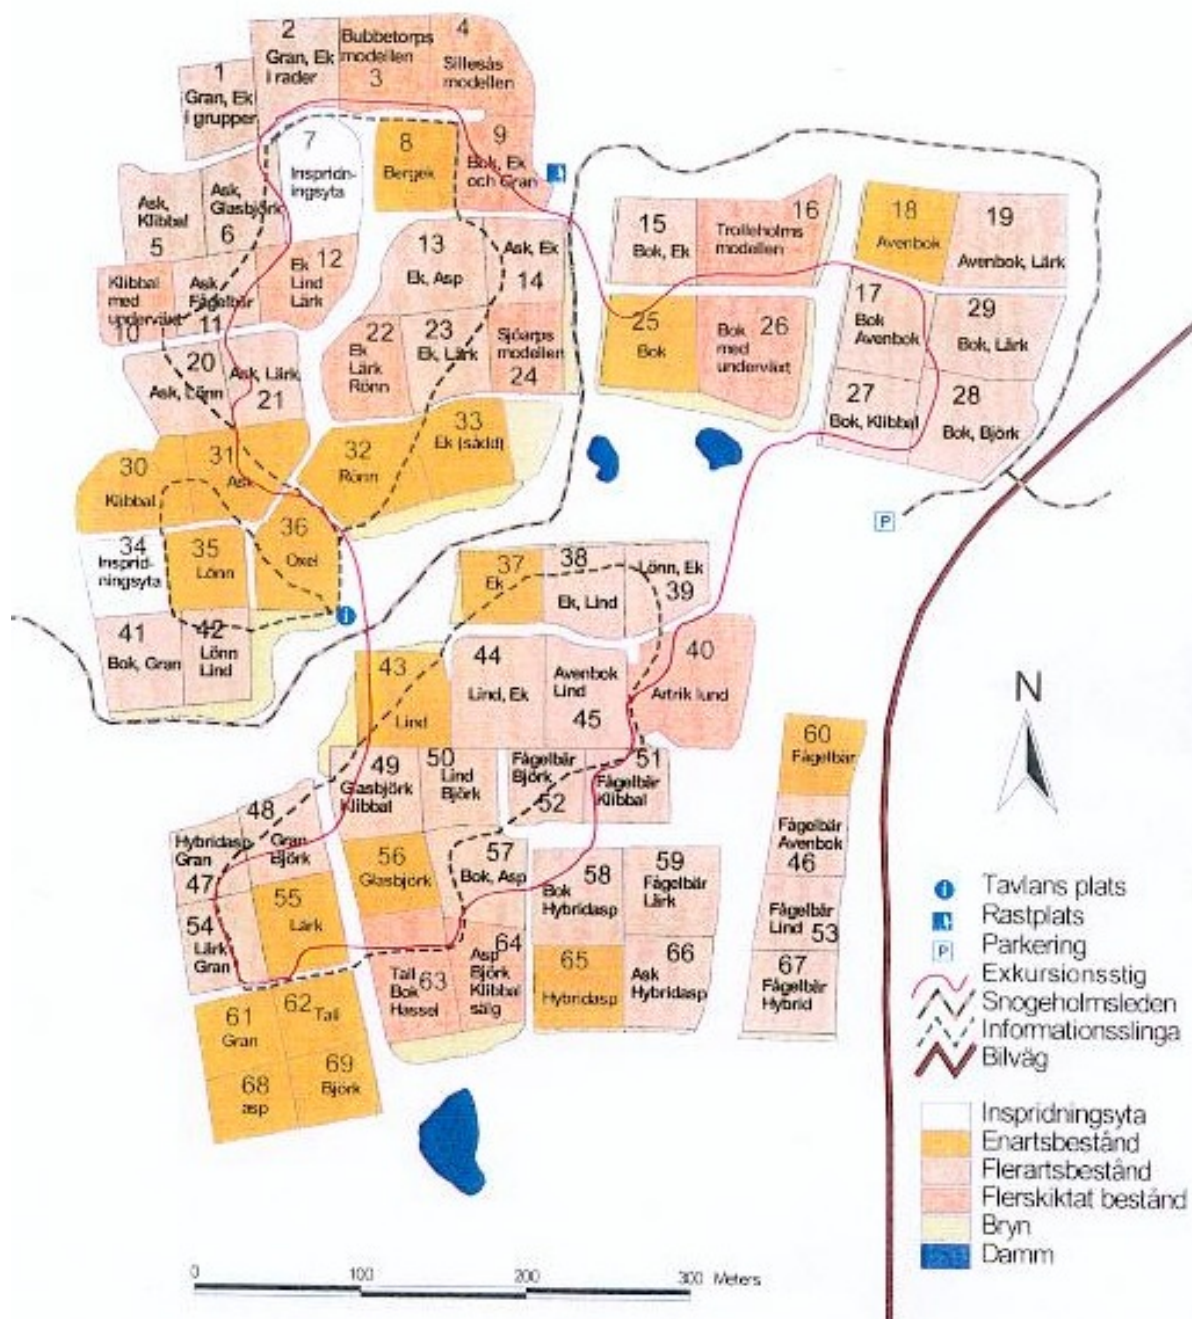 1
Gran, Ek
i grupper
2
Gran, Ek
i rader
Bubbetorps
modellen
3
4
Sillesås
modellen
Ask,
Klibbal
5
Ask,
Glasbjörk
6
7
Inspridn-
ingsyta
8
Bergek
9
Bok, Ek
och Gran
Klibbal
med
underväxt
10
Ask,
Fågelbär
11
Ek 12
Lind
Lärk
13
Ek, Asp
Ask, Ek
14
15
Bok, Ek
16
Trolleholms
modellen
18
Avenbok
19
Avenbok, Lärk
17
Bok
Avenbok
29
Bok, Lärk
20
Ask, Lönn
Ask, Lärk
21
22
Ek
Lärk
Rönn
23
Ek, Lärk
Sjöarps
modellen
24
25
Bok
Bok 26
med
underväxt
27
Bok, Klibbal
28
Bok, Björk
30
Klibbal
31
Ask
32
Rönn
33
Ek (sådd)
34
Inspridn-
ingsyta
35
Lönn
36
Oxel
37
Ek
38
Ek, Lind
Lönn, Ek
39
P
i
41
Bok, Gran
42
Lönn
Lind
43
Lind
44
Lind, Ek
Avenbok
Lind
45
40
Artrik lund
49
Glasbjörk
Klibbal
50
Lind
Björk
Fågelbär
Björk
52
51
Fågelbär
Klibbal
60
Fågelbär
Fågelbär
Avenbok
46
Fågelbär
Lind 53
67
Fågelbär
Hybrid
Hybridasp
Gran
47
48
Gran
Björk
54
Lärk
Gran
55
Lärk
56
Glasbjörk
57
Bok, Asp
58
Bok
Hybridasp
59
Fågelbär
Lärk
61
Gran
62 Tall
Tall
Bok 63
Hassel
64
Asp
Björk
Klibbal
sälg
65
Hybridasp
66
Ask
Hybridasp
68
asp
69
Björk
N
i Tavlans plats
Rastplats
P Parkering
Exkursionsstig
Snogeholmsleden
Informationsslinga
Bilväg
Inspridningsyta
Enartsbestånd
Flerartsbestånd
Flerskiktat bestånd
Bryn
Damm
0 100 200 300 Meters